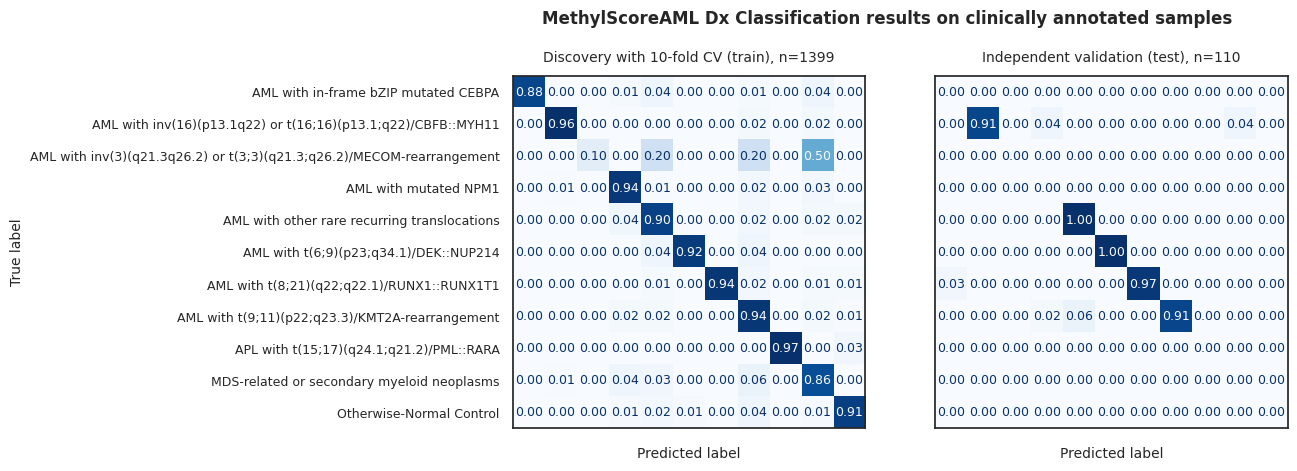 MethylScoreAML Dx Classification results on clinically annotated samples
Discovery with 10-fold CV (train), n=1399
Independent validation (test), n=110
True label
AML with in-frame bZIP mutated CEBPA 0.88 0.00 0.00 0.01 0.04 0.00 0.00 0.01 0.00 0.04 0.00 0.00 0.00 0.00 0.00 0.00 0.00 0.00 0.00 0.00 0.00 0.00
AML with inv(16)(p13.1q22) or t(16;16)(p13.1;q22)/CBFB::MYH11 0.00 0.96 0.00 0.00 0.00 0.00 0.00 0.02 0.00 0.02 0.00 0.00 0.91 0.00 0.04 0.00 0.00 0.00 0.00 0.00 0.04 0.00
AML with inv(3)(q21.3q26.2) or t(3;3)(q21.3;q26.2)/MECOM-rearrangement 0.00 0.00 0.10 0.00 0.20 0.00 0.00 0.20 0.00 0.50 0.00 0.00 0.00 0.00 0.00 0.00 0.00 0.00 0.00 0.00 0.00 0.00
AML with mutated NPM1 0.00 0.01 0.00 0.94 0.01 0.00 0.00 0.02 0.00 0.03 0.00 0.00 0.00 0.00 0.00 0.00 0.00 0.00 0.00 0.00 0.00 0.00
AML with other rare recurring translocations 0.00 0.00 0.00 0.04 0.90 0.00 0.00 0.02 0.00 0.02 0.02 0.00 0.00 0.00 0.00 1.00 0.00 0.00 0.00 0.00 0.00 0.00
AML with t(6;9)(p23;q34.1)/DEK::NUP214 0.00 0.00 0.00 0.00 0.04 0.92 0.00 0.04 0.00 0.00 0.00 0.00 0.00 0.00 0.00 0.00 1.00 0.00 0.00 0.00 0.00 0.00
AML with t(8;21)(q22;q22.1)/RUNX1::RUNX1T1 0.00 0.00 0.00 0.00 0.01 0.00 0.94 0.02 0.00 0.01 0.01 0.03 0.00 0.00 0.00 0.00 0.00 0.97 0.00 0.00 0.00 0.00
AML with t(9;11)(p22;q23.3)/KMT2A-rearrangement 0.00 0.00 0.00 0.02 0.02 0.00 0.00 0.94 0.00 0.02 0.01 0.00 0.00 0.00 0.02 0.06 0.00 0.00 0.91 0.00 0.00 0.00
APL with t(15;17)(q24.1;q21.2)/PML::RARA 0.00 0.00 0.00 0.00 0.00 0.00 0.00 0.00 0.97 0.00 0.03 0.00 0.00 0.00 0.00 0.00 0.00 0.00 0.00 0.00 0.00 0.00
MDS-related or secondary myeloid neoplasms 0.00 0.01 0.00 0.04 0.03 0.00 0.00 0.06 0.00 0.86 0.00 0.00 0.00 0.00 0.00 0.00 0.00 0.00 0.00 0.00 0.00 0.00
Otherwise-Normal Control 0.00 0.00 0.00 0.01 0.02 0.01 0.00 0.04 0.00 0.01 0.91 0.00 0.00 0.00 0.00 0.00 0.00 0.00 0.00 0.00 0.00 0.00
Predicted label
Predicted label